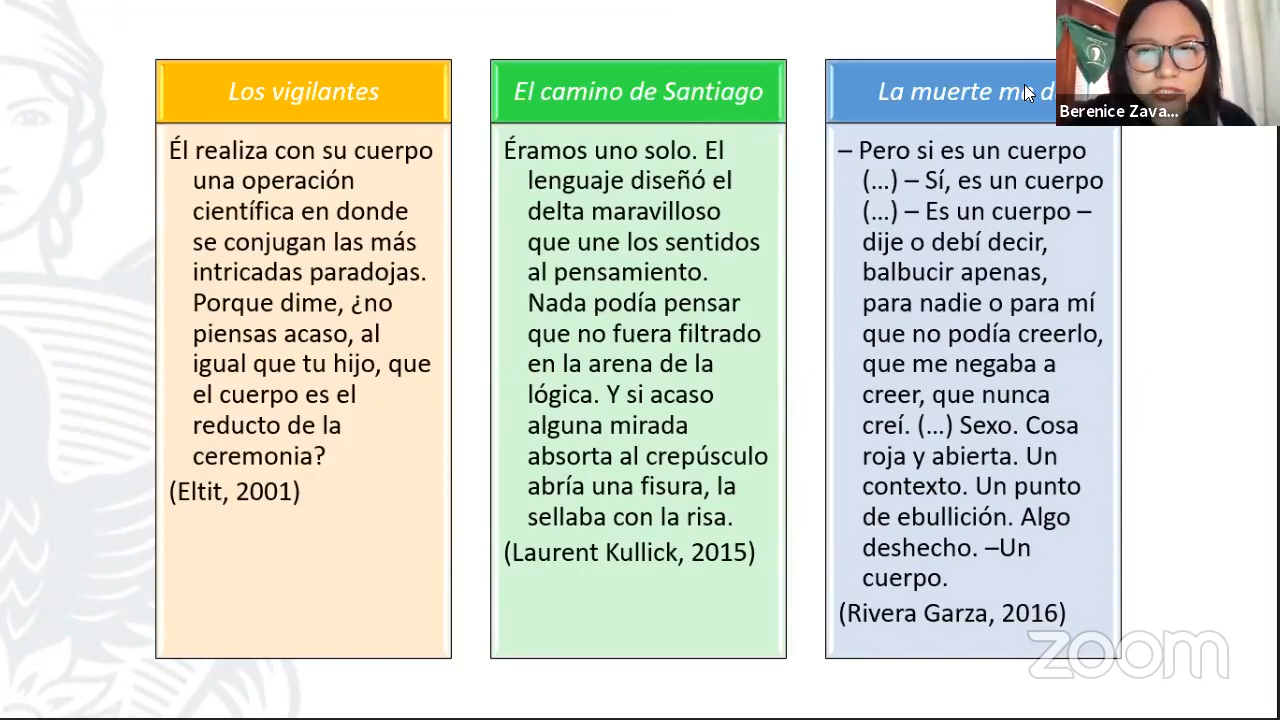 Los vigilantes
Él realiza con su cuerpo
una operación
científica en donde
se conjugan las más
intricadas paradojas.
Porque dime, ¿no
piensas acaso, al
igual que tu hijo, que
el cuerpo es el
reducto de la
ceremonia?
(Eltit, 2001)
El camino de Santiago
Éramos uno solo. El
lenguaje diseñó el
delta maravilloso
que une los sentidos
al pensamiento.
Nada podía pensar
que no fuera filtrado
en la arena de la
lógica. Y si acaso
alguna mirada
absorta al crepúsculo
abría una fisura, la
sellaba con la risa.
(Laurent Kullick, 2015)
La muerte me d
– Pero si es un cuerpo
(…) – Sí, es un cuerpo
(…) – Es un cuerpo –
dije o debí decir,
balbucir apenas,
para nadie o para mí
que no podía creerlo,
que me negaba a
creer, que nunca
creí. (…) Sexo. Cosa
roja y abierta. Un
contexto. Un punto
de ebullición. Algo
deshecho. –Un
cuerpo.
(Rivera Garza, 2016)
Berenice Zava...
zoom